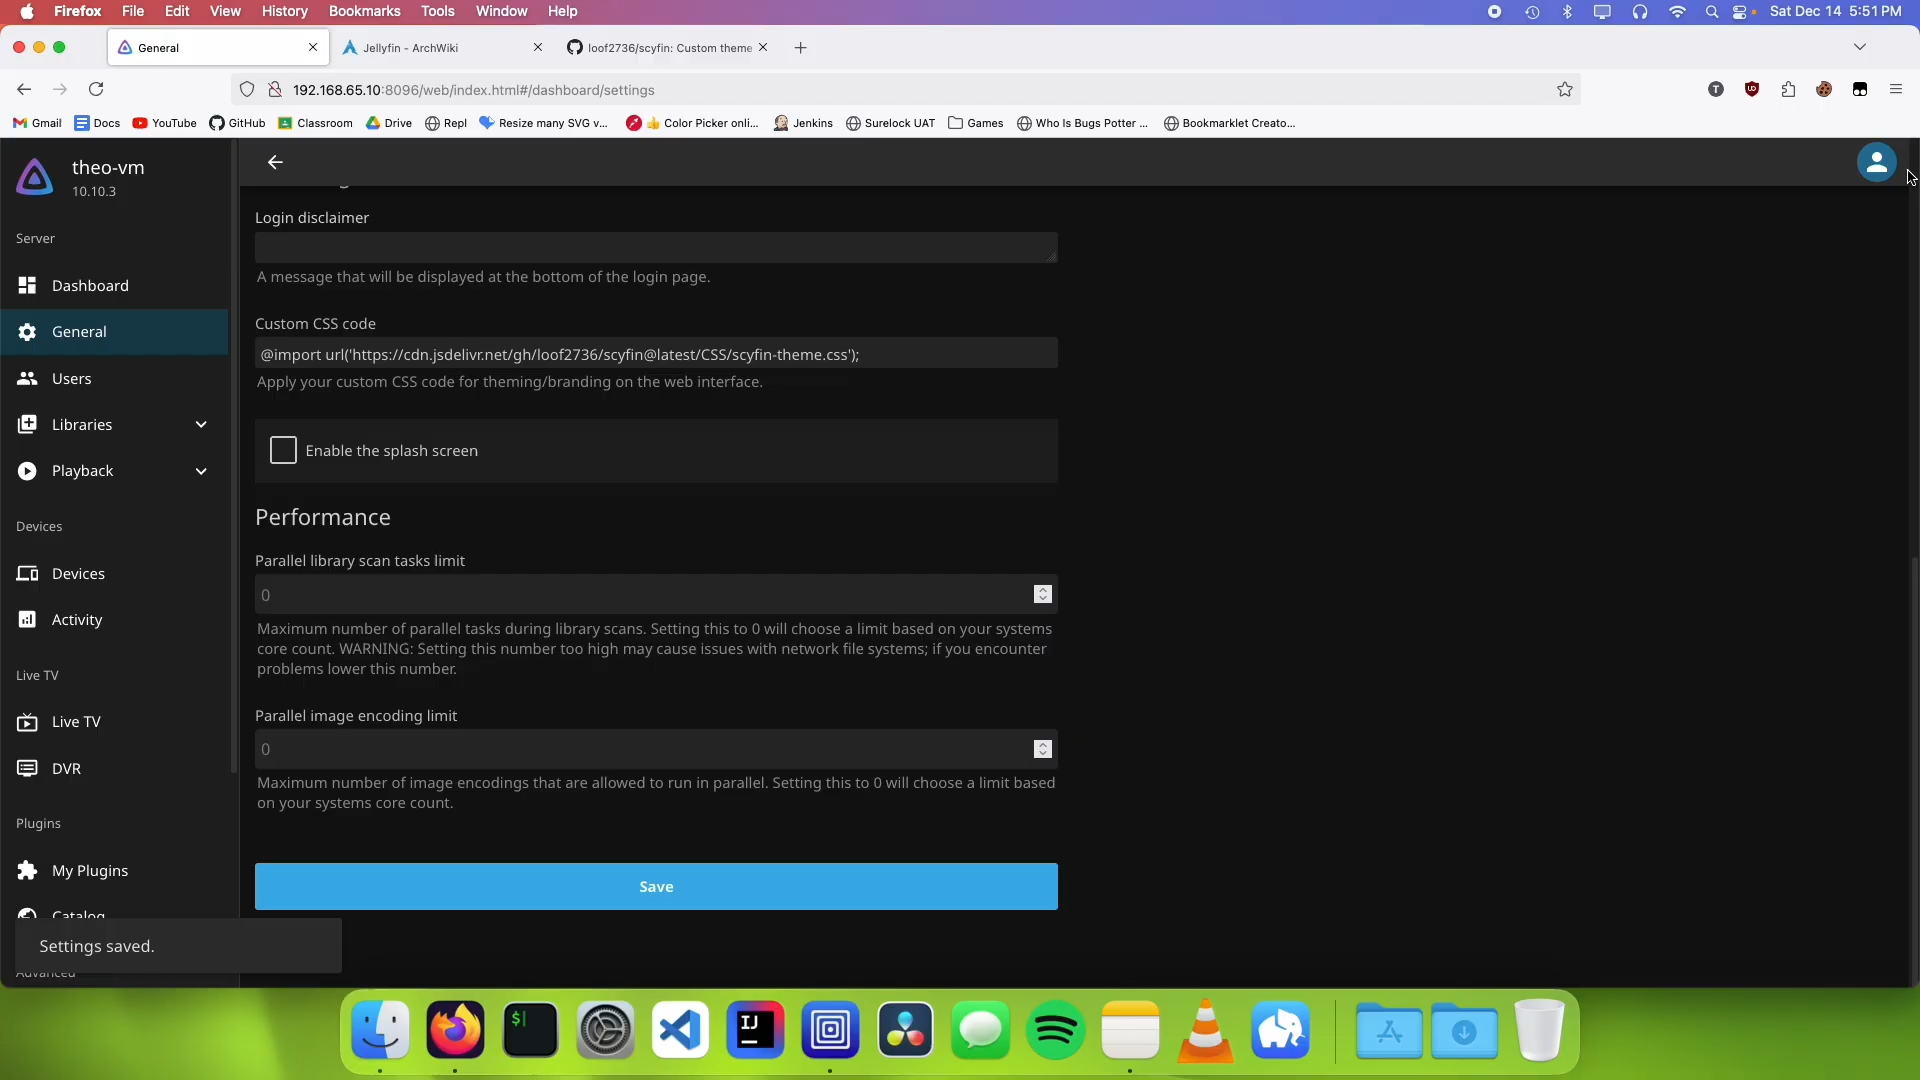 Firefox File Edit View History Bookmarks Tools Window Help Sat Dec 14 5:51 PM
General Jellyfin - ArchWiki loof2736/scyfin: Custom theme
192.168.65.10:8096/web/index.html#/dashboard/settings
Gmail Docs YouTube GitHub Classroom Drive Repl Resize many SVG v... 👍 Color Picker onli... Jenkins Surelock UAT Games Who Is Bugs Potter ... Bookmarklet Creato...
theo-vm
10.10.3
Server
Dashboard
General
Users
Libraries
Playback
Devices
Devices
Activity
Live TV
Live TV
DVR
Plugins
My Plugins
Catalog
Advanced
Settings saved.
Login disclaimer
A message that will be displayed at the bottom of the login page.
Custom CSS code
@import url('https://cdn.jsdelivr.net/gh/loof2736/scyfin@latest/CSS/scyfin-theme.css');
Apply your custom CSS code for theming/branding on the web interface.
Enable the splash screen
Performance
Parallel library scan tasks limit
0
Maximum number of parallel tasks during library scans. Setting this to 0 will choose a limit based on your systems
core count. WARNING: Setting this number too high may cause issues with network file systems; if you encounter
problems lower this number.
Parallel image encoding limit
0
Maximum number of image encodings that are allowed to run in parallel. Setting this to 0 will choose a limit based
on your systems core count.
Save